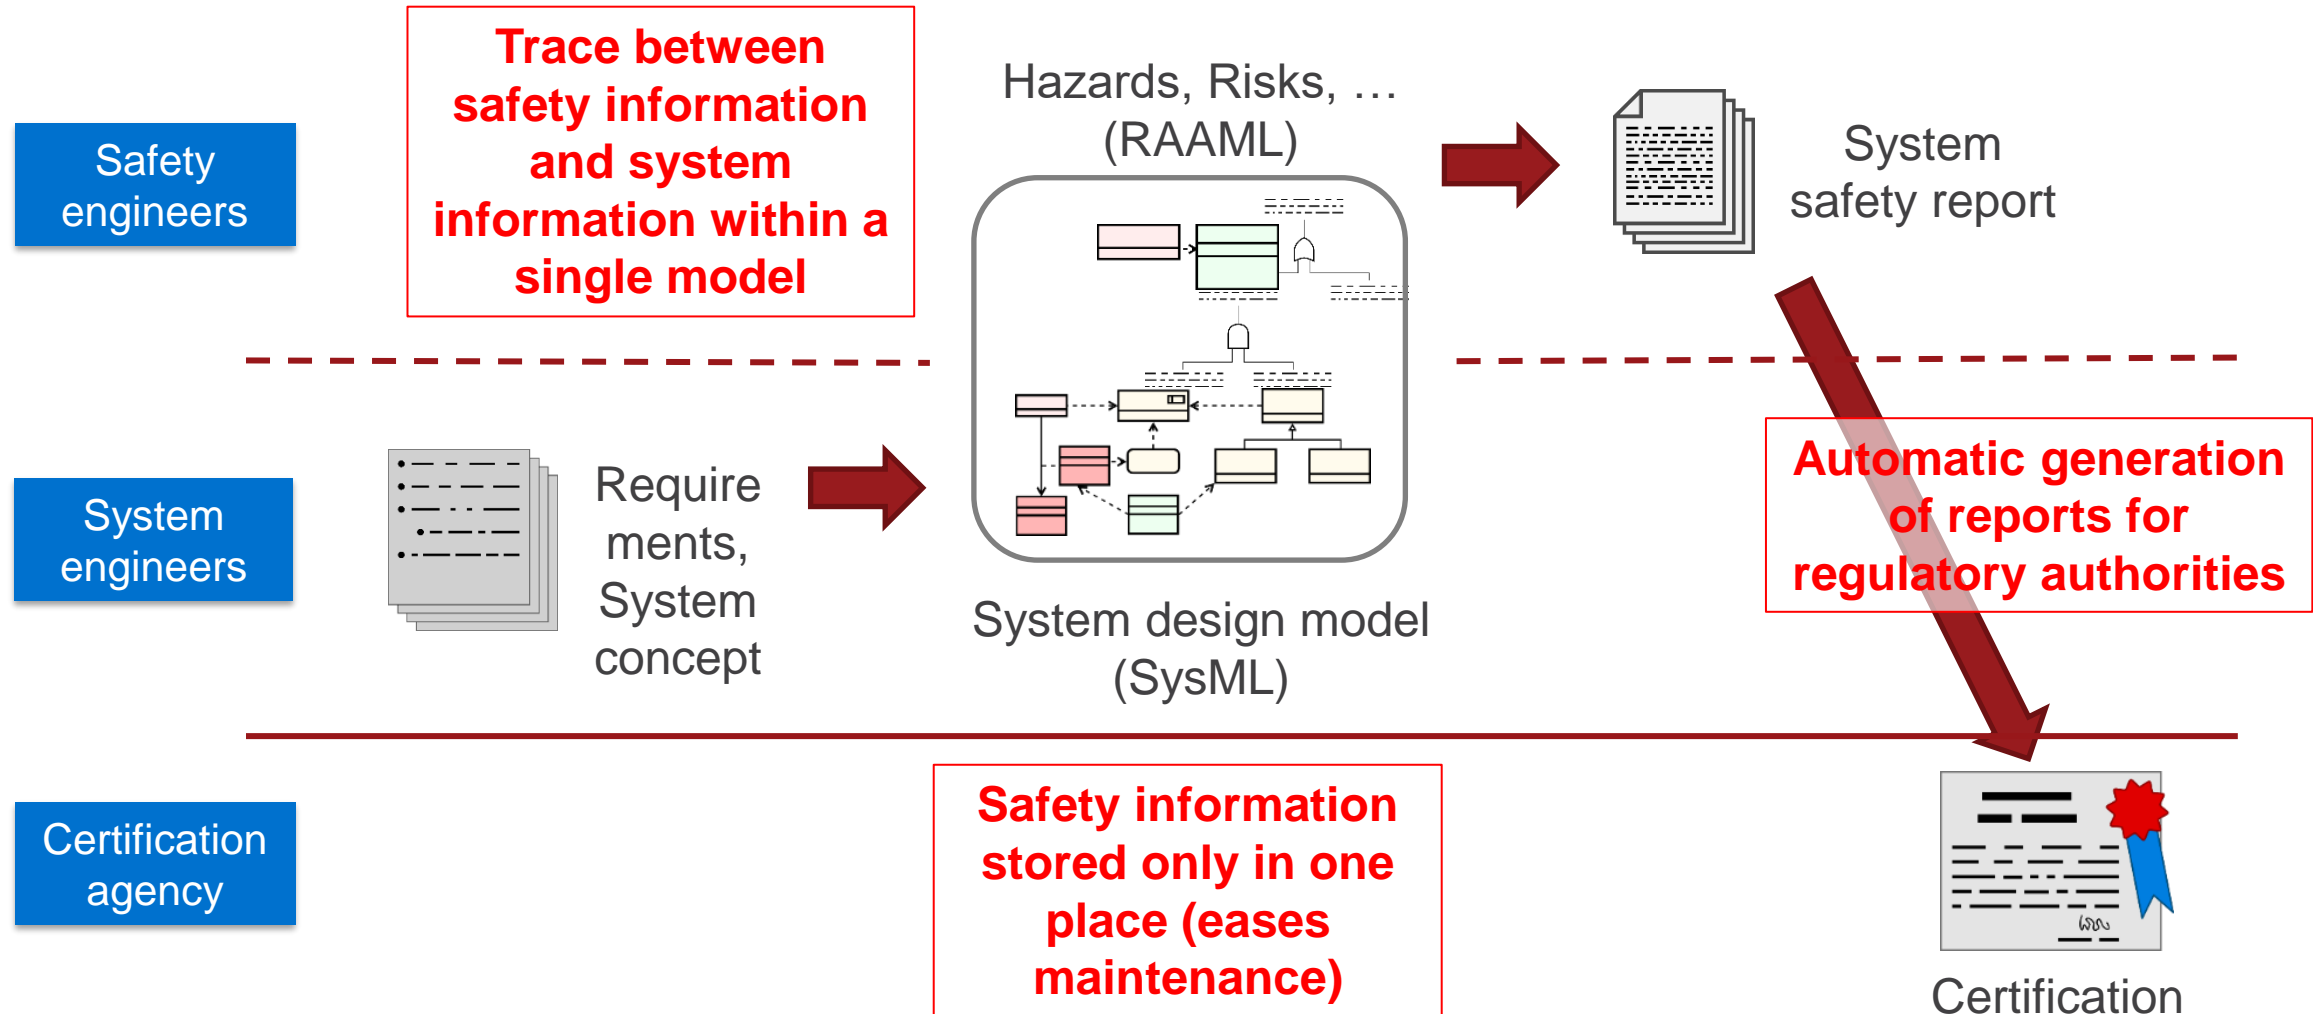 Trace between
safety information
and system
information within a
single model
Hazards, Risks, …
(RAAML)
Safety
engineers
System
safety report
System
engineers
Require
ments,
System
concept
System design model
(SysML)
Automatic generation
of reports for
regulatory authorities
Certification
agency
Safety information
stored only in one
place (eases
maintenance)
Certification